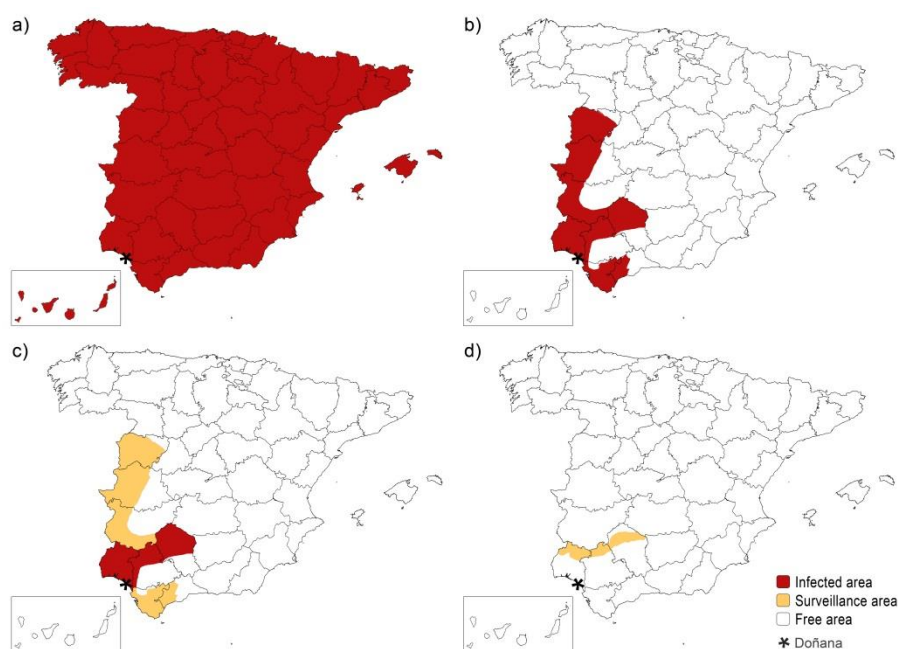 a)
b)
c)
d)
Infected area
Surveillance area
Free area
* Doñana